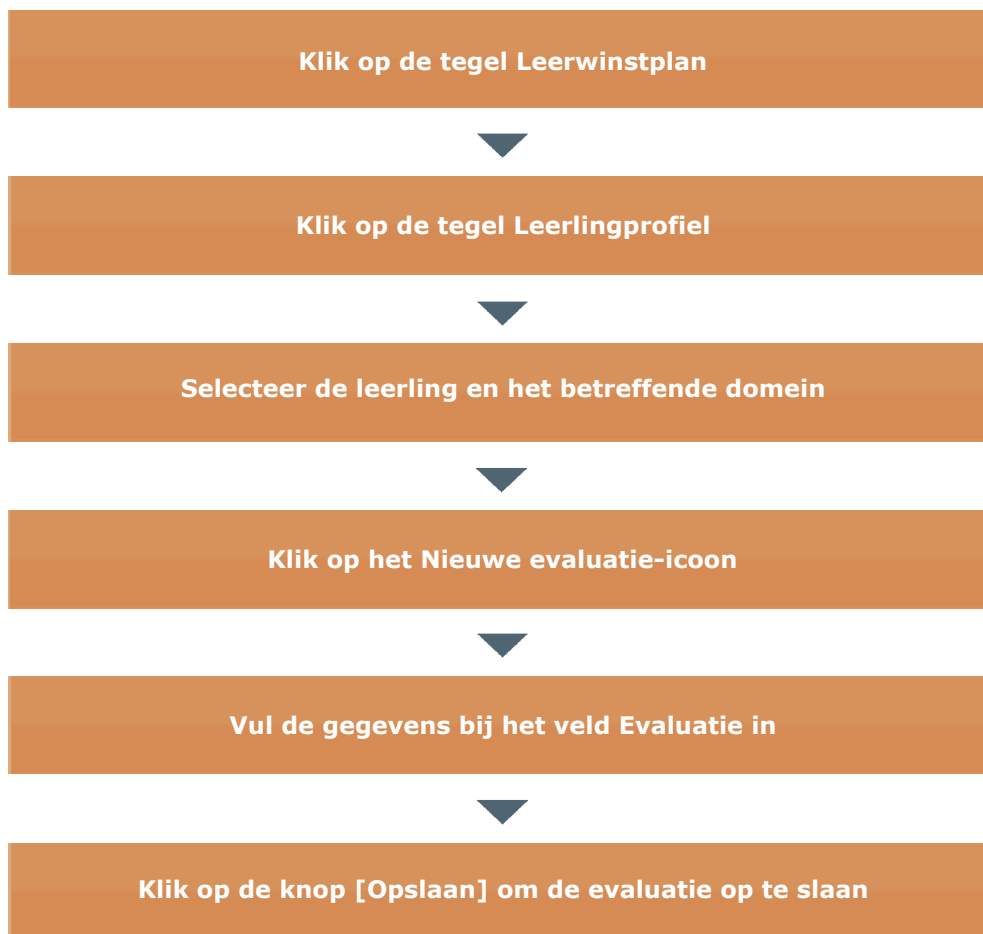 Klik op de tegel Leerwinstplan
Klik op de tegel Leerlingprofiel
Selecteer de leerling en het betreffende domein
Klik op het Nieuwe evaluatie-icoon
Vul de gegevens bij het veld Evaluatie in
Klik op de knop [Opslaan] om de evaluatie op te slaan